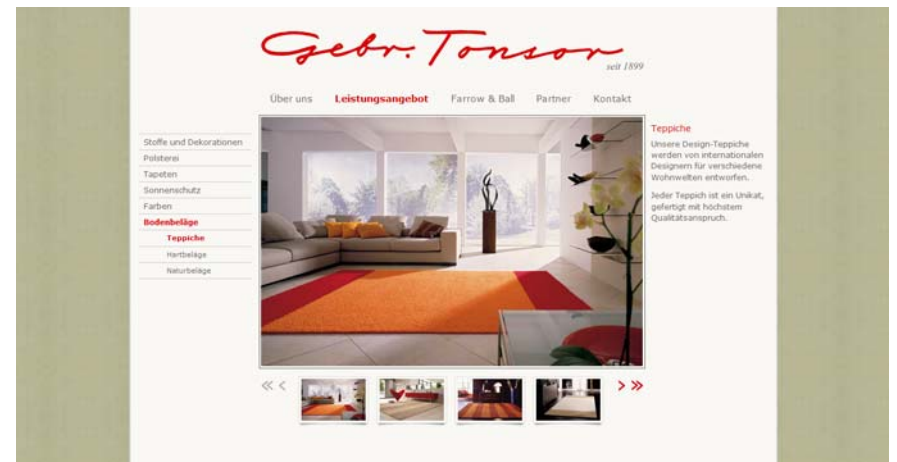 Gebr. Tonsor
seit 1899
Über uns Leistungsangebot Farrow & Ball Partner Kontakt
Stoffe und Dekorationen
Polsterei
Tapeten
Sonnenschutz
Farben
Bodenbeläge
Teppiche
Hartbeläge
Naturbeläge
Teppiche
Unsere Design-Teppiche
werden von internationalen
Designern für verschiedene
Wohnwelten entworfen.
Jeder Teppich ist ein Unikat,
gefertigt mit höchstem
Qualitätsanspruch.